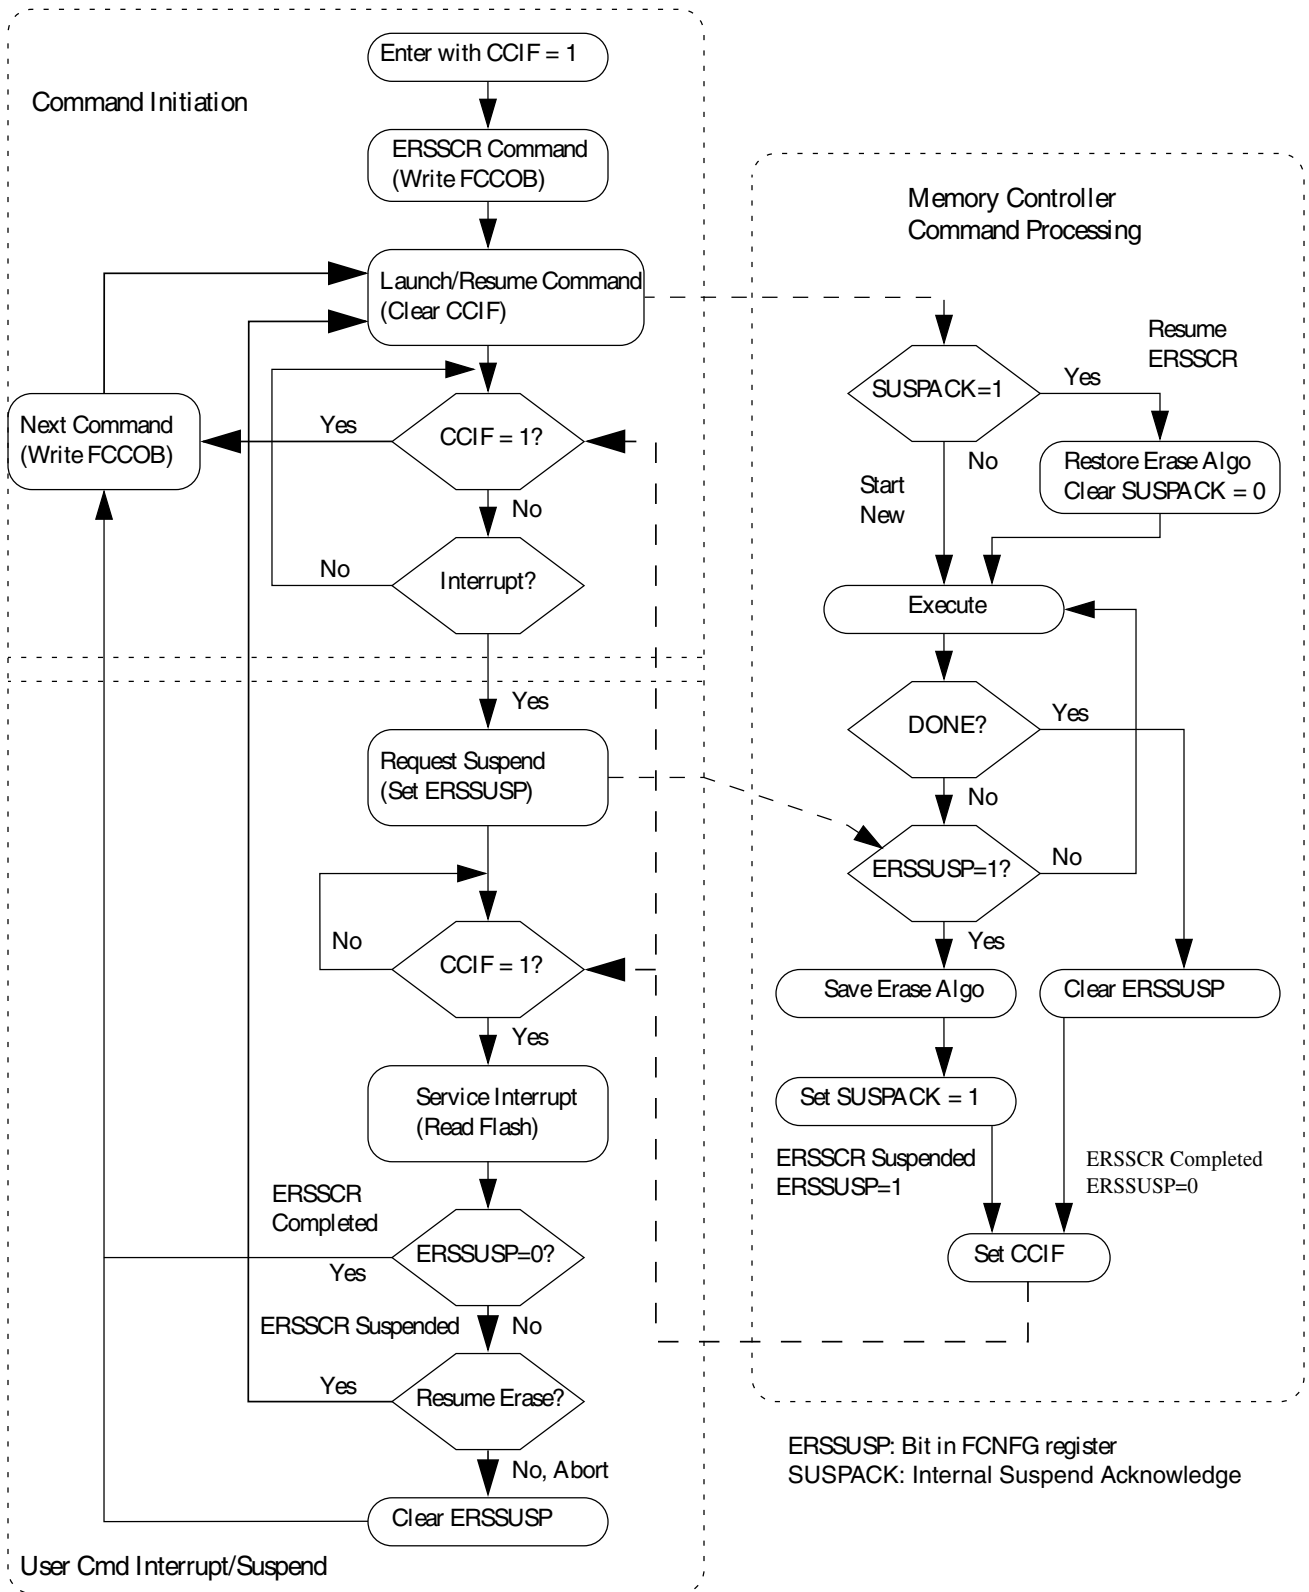 Enter with CCIF = 1
Command Initiation
ERSSCR Command
(Write FCCOB)
Launch/Resume Command
(Clear CCIF)
Next Command
(Write FCCOB)
Yes
CCIF = 1?
No
No
Interrupt?
Yes
Request Suspend
(Set ERSSUSP)
No
CCIF = 1?
Yes
Service Interrupt
(Read Flash)
ERSSCR
Completed
ERSSUSP=0?
Yes
ERSSCR Suspended
No
Yes
Resume Erase?
No, Abort
Clear ERSSUSP
User Cmd Interrupt/Suspend
Memory Controller
Command Processing
Resume
ERSSCR
SUSPACK=1
Yes
No
Restore Erase Algo
Clear SUSPACK = 0
Start
New
Execute
DONE?
Yes
No
ERSSUSP=1?
No
Yes
Save Erase Algo
Clear ERSSUSP
Set SUSPACK = 1
ERSSCR Suspended
ERSSUSP=1
ERSSCR Completed
ERSSUSP=0
Set CCIF
ERSSUSP: Bit in FCNFG register
SUSPACK: Internal Suspend Acknowledge